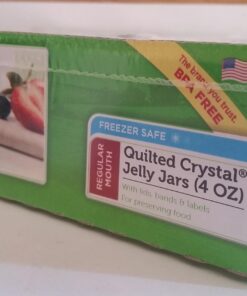 The brand you trust.
BPA FREE
FREEZER SAFE
REGULAR
MOUTH
Quilted Crystal®
Jelly Jars (4 OZ)
With lids, bands & labels
For preserving food